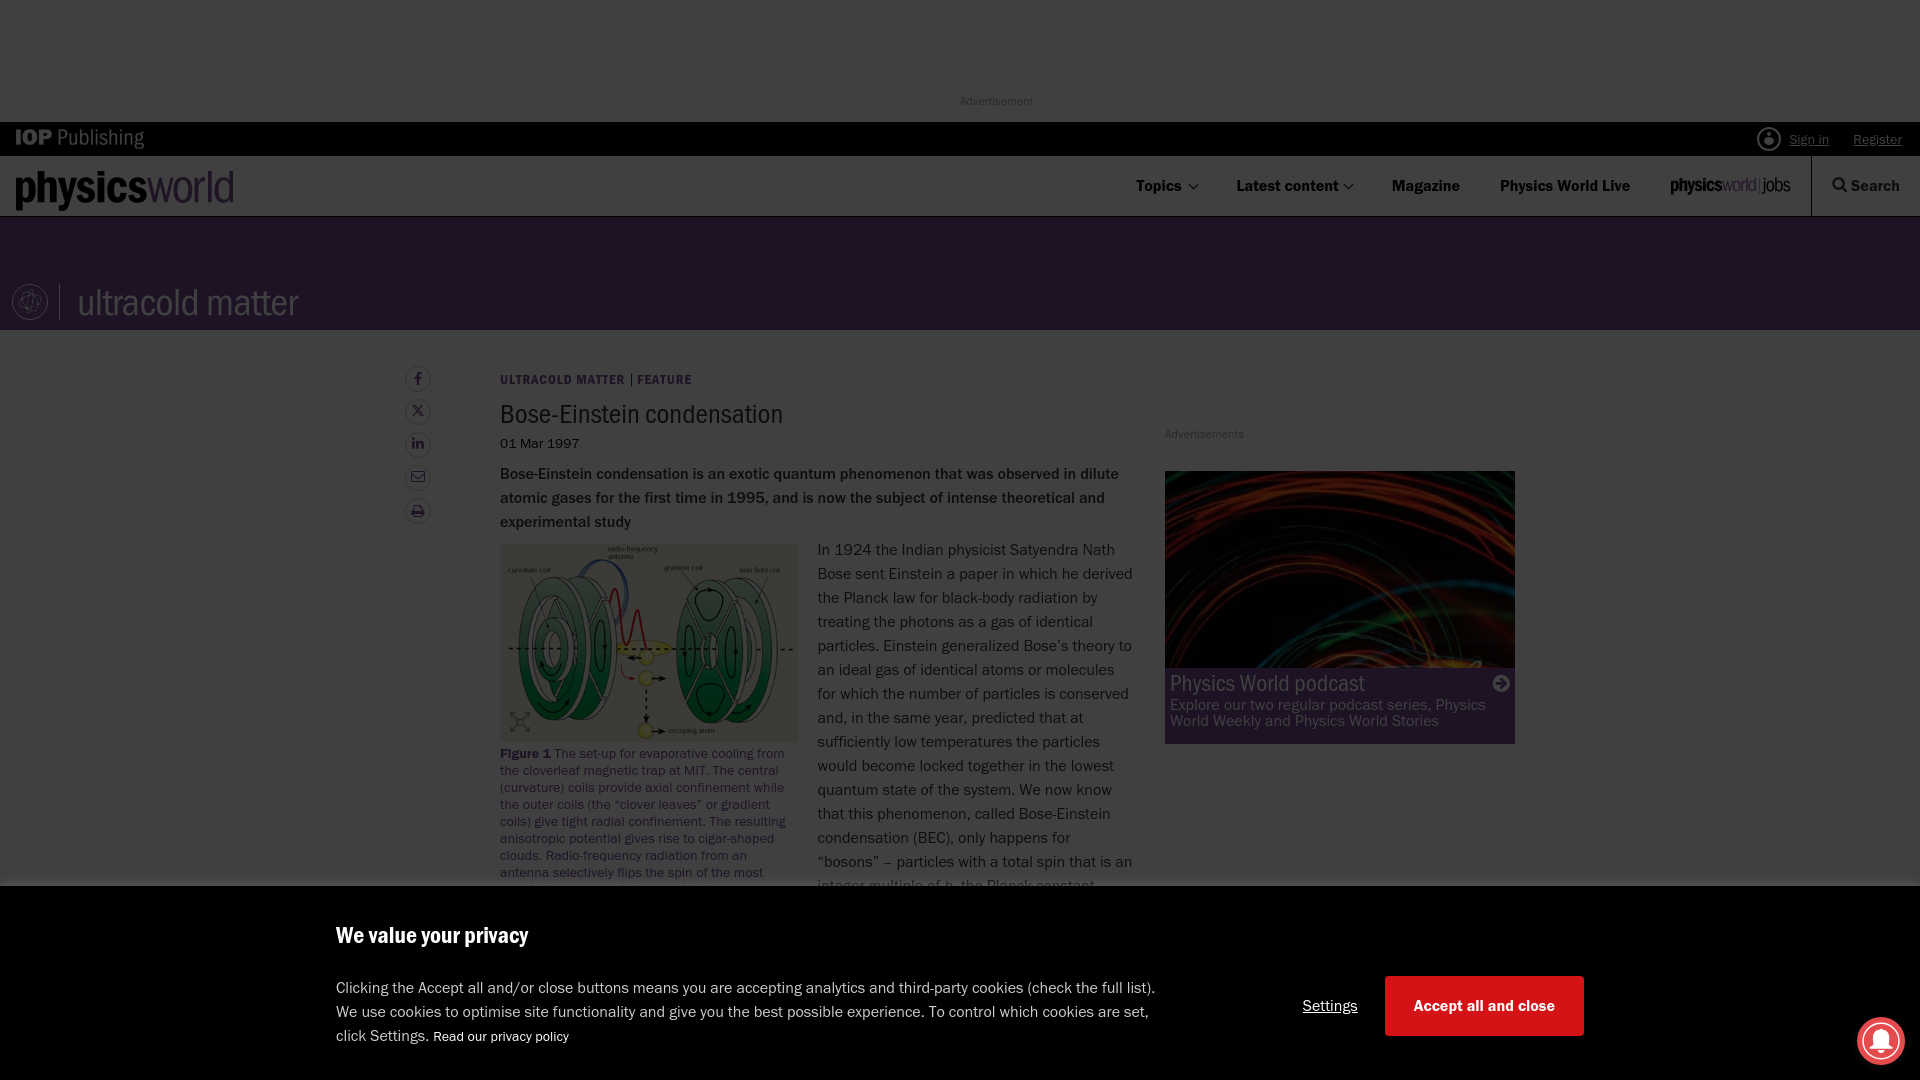 Advertisement
IOP Publishing
Sign in
Register
physicsworld
Topics
Latest content
Magazine
Physics World Live
physicsworld|jobs
Search
ultracold matter
ULTRACOLD MATTER | FEATURE
Bose-Einstein condensation
01 Mar 1997
Bose-Einstein condensation is an exotic quantum phenomenon that was observed in dilute
atomic gases for the first time in 1995, and is now the subject of intense theoretical and
experimental study
radio-frequency
antenna
curvature coil
gradient coil
bias field coil
escaping atom
Figure 1 The set-up for evaporative cooling from
the cloverleaf magnetic trap at MIT. The central
(curvature) coils provide axial confinement while
the outer coils (the “clover leaves” or gradient
coils) give tight radial confinement. The resulting
anisotropic potential gives rise to cigar-shaped
clouds. Radio-frequency radiation from an
antenna selectively flips the spin of the most
In 1924 the Indian physicist Satyendra Nath
Bose sent Einstein a paper in which he derived
the Planck law for black-body radiation by
treating the photons as a gas of identical
particles. Einstein generalized Bose’s theory to
an ideal gas of identical atoms or molecules
for which the number of particles is conserved
and, in the same year, predicted that at
sufficiently low temperatures the particles
would become locked together in the lowest
quantum state of the system. We now know
that this phenomenon, called Bose-Einstein
condensation (BEC), only happens for
“bosons” – particles with a total spin that is an
integer multiple of h, the Planck constant
Advertisements
Physics World podcast
Explore our two regular podcast series, Physics
World Weekly and Physics World Stories
We value your privacy
Clicking the Accept all and/or close buttons means you are accepting analytics and third-party cookies (check the full list).
We use cookies to optimise site functionality and give you the best possible experience. To control which cookies are set,
click Settings. Read our privacy policy
Settings
Accept all and close